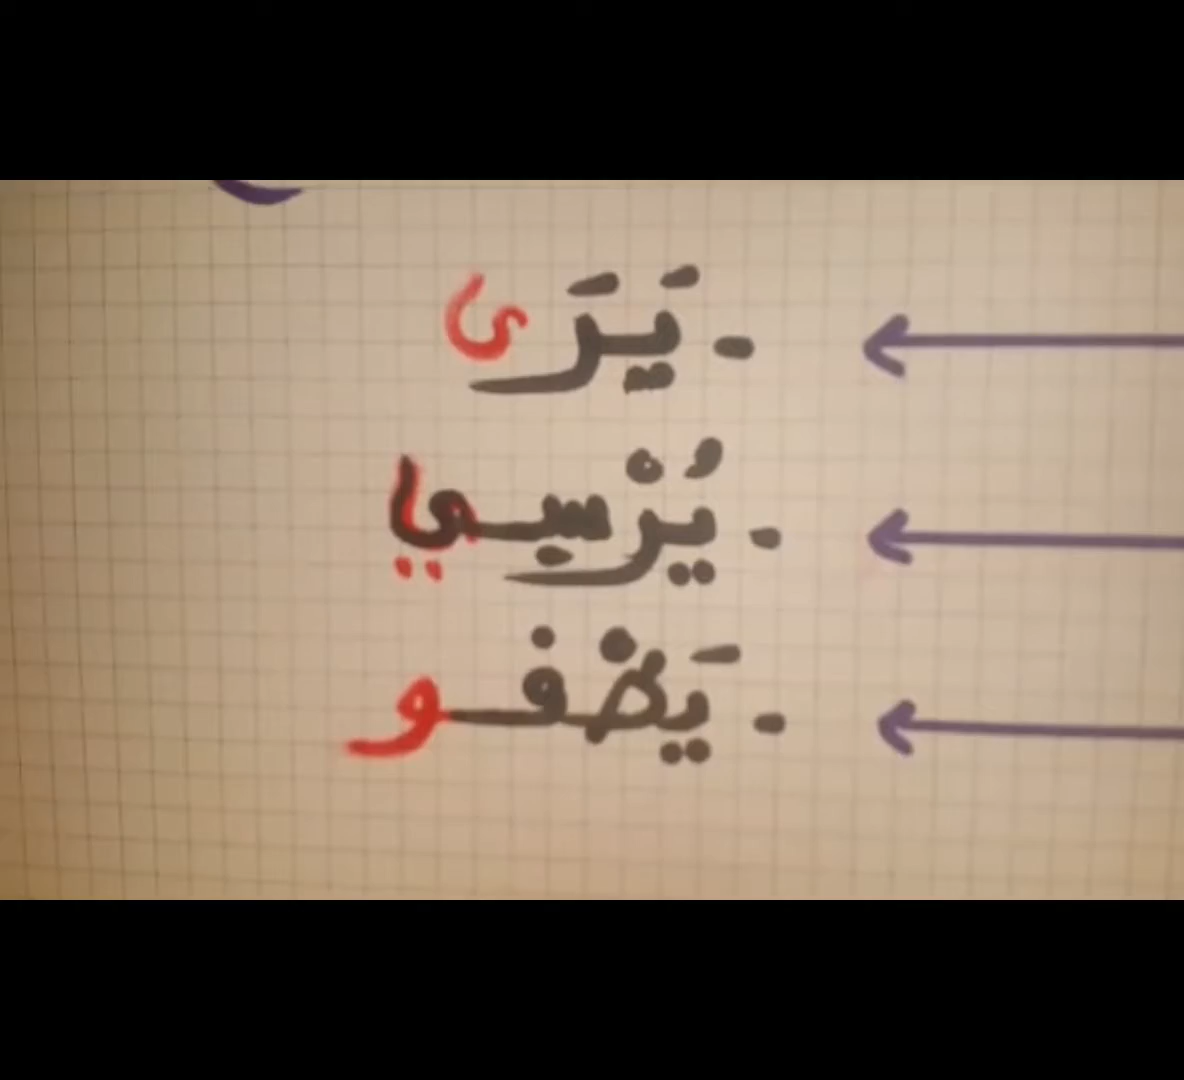 . يَرَى
. يُرْسِي
. يَطْفو